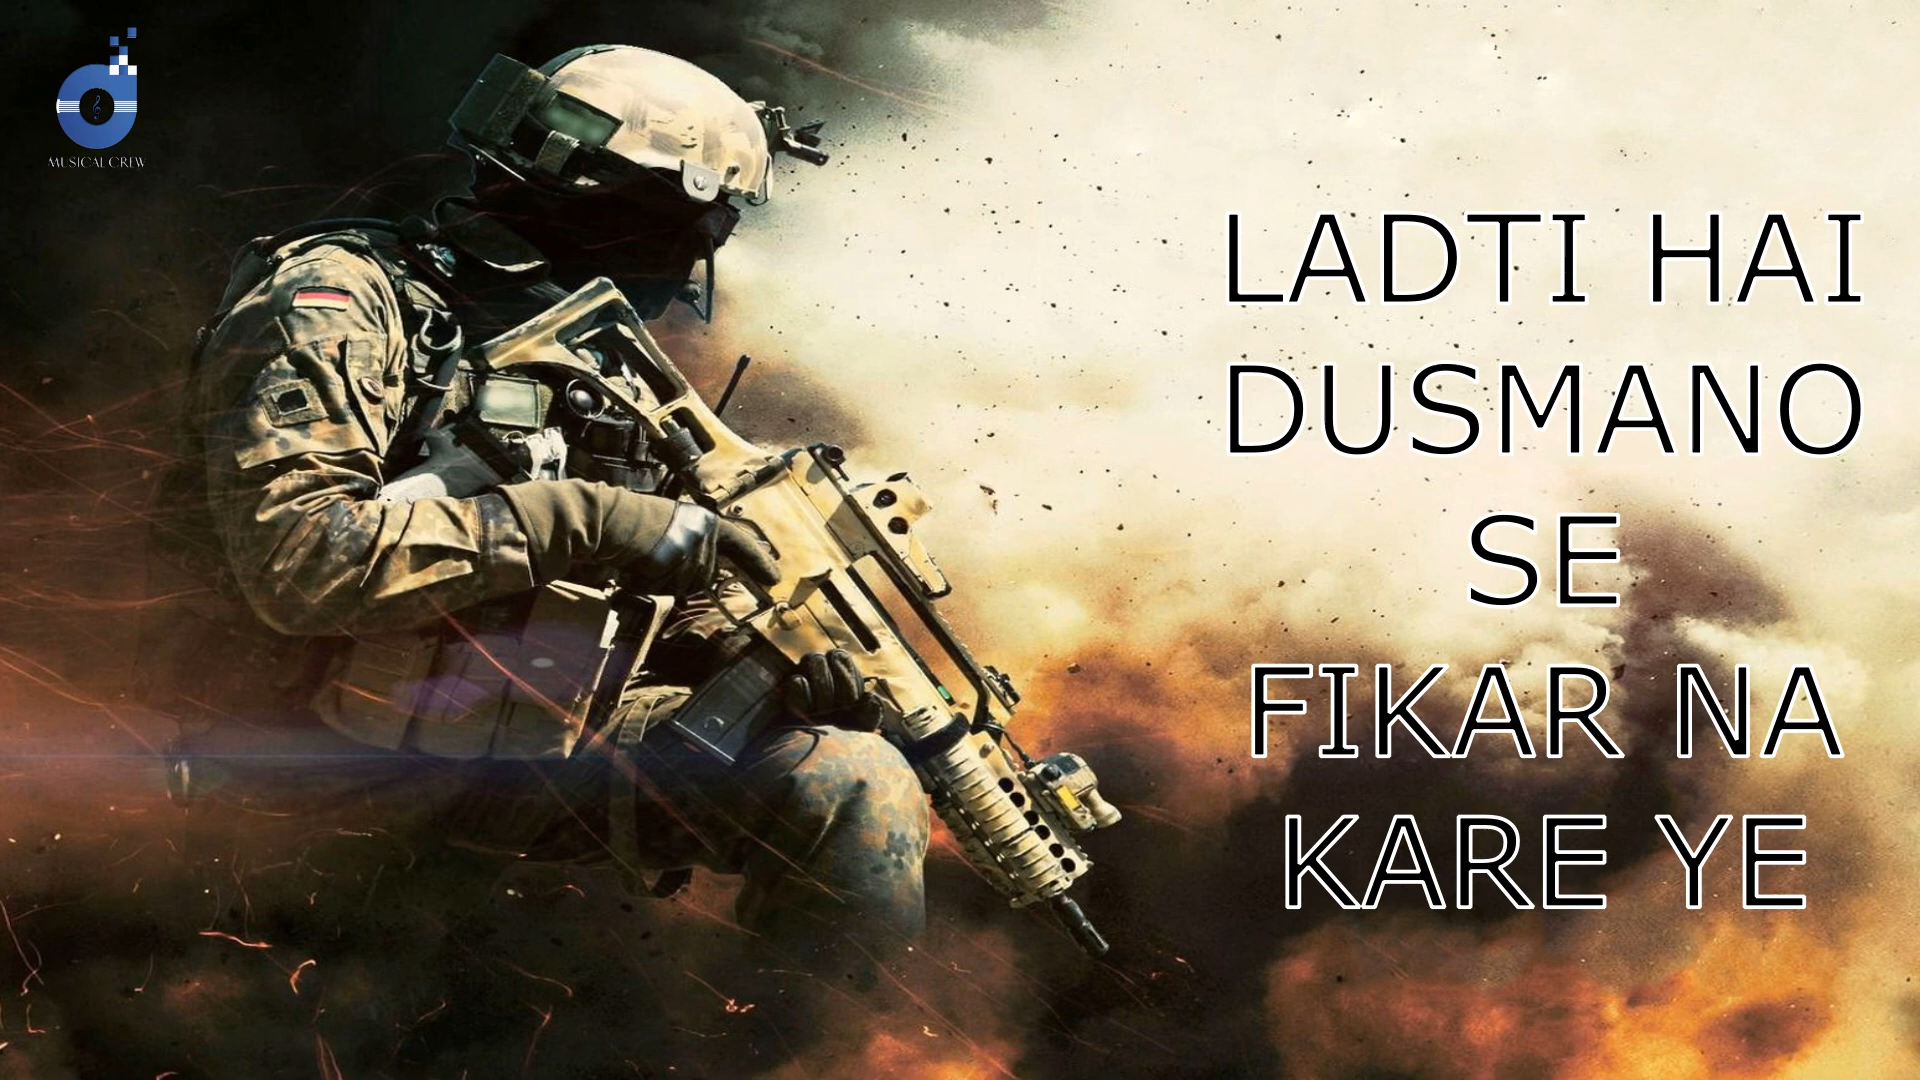 MUSICAL CREW
LADTI HAI
DUSMANO
SE
FIKAR NA
KARE YE